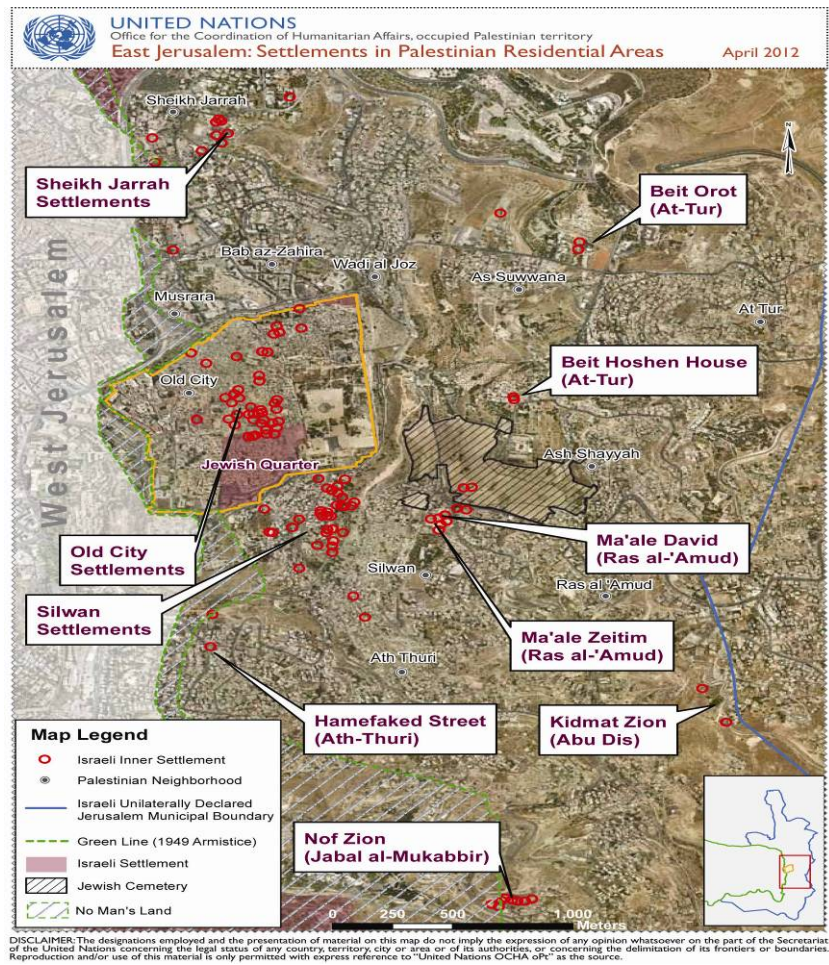 UNITED NATIONS
Office for the Coordination of Humanitarian Affairs, occupied Palestinian territory
East Jerusalem: Settlements in Palestinian Residential Areas
April 2012
Sheikh Jarrah
N
Sheikh Jarrah
Settlements
Beit Orot
(At-Tur)
Bab az-Zahira
Wadi al Joz
As Suwwana
Musrara
At Tur
West Jerusalem
Beit Hoshen House
(At-Tur)
Old City
Ash Shayyah
Jewish Quarter
Old City
Settlements
Ma'ale David
(Ras al-'Amud)
Silwan
Ras al 'Amud
Silwan
Settlements
Ma'ale Zeitim
(Ras al-'Amud)
Ath Thuri
Hamefaked Street
(Ath-Thuri)
Kidmat Zion
(Abu Dis)
Map Legend
Israeli Inner Settlement
Palestinian Neighborhood
Israeli Unilaterally Declared
Jerusalem Municipal Boundary
Green Line (1949 Armistice)
Israeli Settlement
Jewish Cemetery
No Man's Land
Nof Zion
(Jabal al-Mukabbir)
0 250 500 1,000
Meters
DISCLAIMER: The designations employed and the presentation of material on this map do not imply the expression of any opinion whatsoever on the part of the Secretariat
of the United Nations concerning the legal status of any country, territory, city or area or of its authorities, or concerning the delimitation of its frontiers or boundaries.
Reproduction and/or use of this material is only permitted with express reference to "United Nations OCHA oPt" as the source.